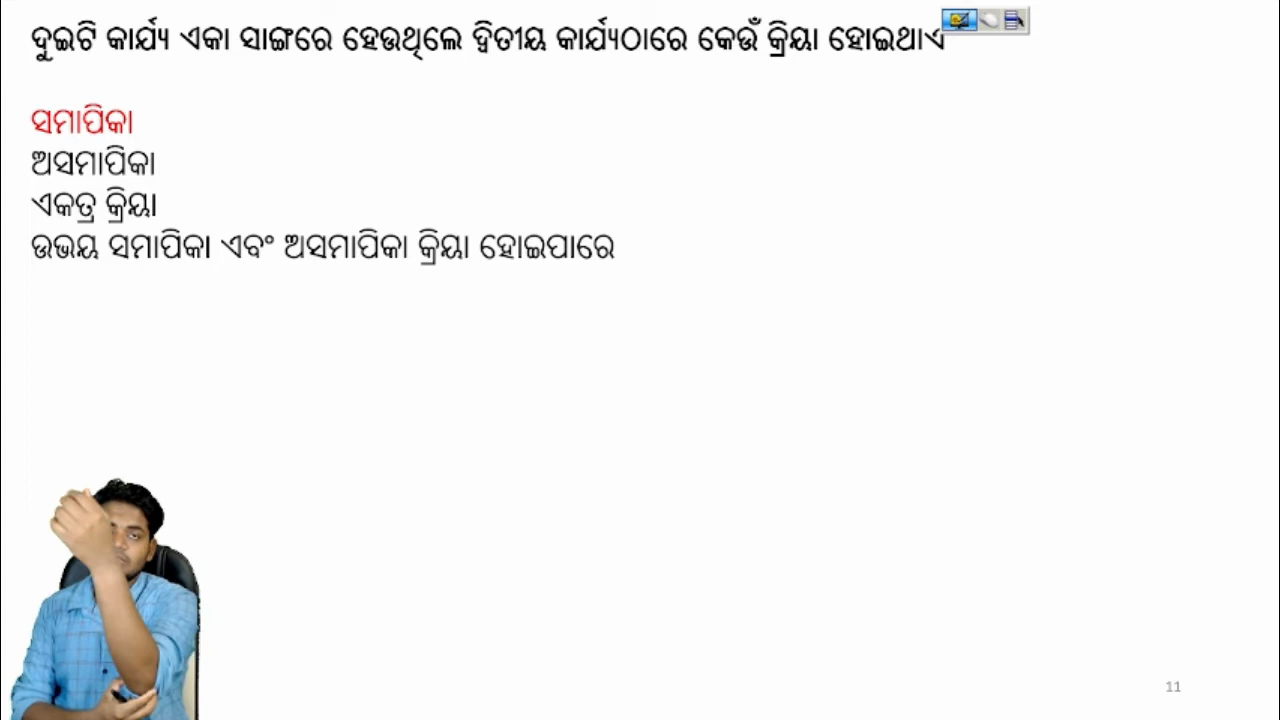 ଦୁଇଟି କାର୍ଯ୍ୟ ଏକା ସାଙ୍ଗରେ ହେଉଥିଲେ ଦ୍ଵିତୀୟ କାର୍ଯ୍ୟଠାରେ କେଉଁ କ୍ରିୟା ହୋଇଥାଏ
ସମାପିକା
ଅସମାପିକା
ଏକତ୍ର କ୍ରିୟା
ଉଭୟ ସମାପିକା ଏବଂ ଅସମାପିକା କ୍ରିୟା ହୋଇପାରେ
11